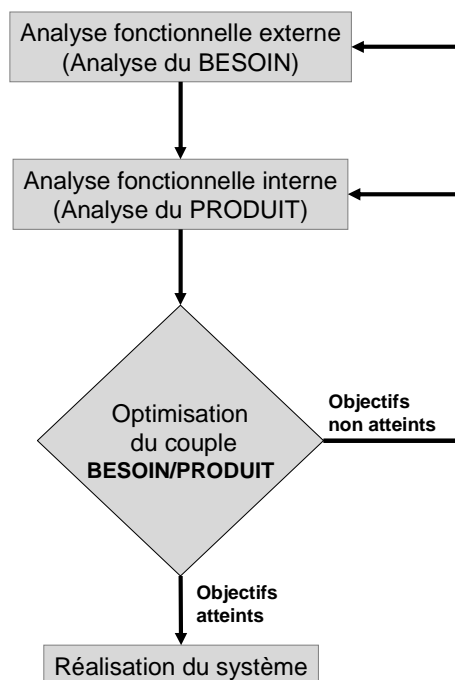 Analyse fonctionnelle externe
(Analyse du BESOIN)
Analyse fonctionnelle interne
(Analyse du PRODUIT)
Optimisation
du couple
BESOIN/PRODUIT
Objectifs
non atteints
Objectifs
atteints
Réalisation du système